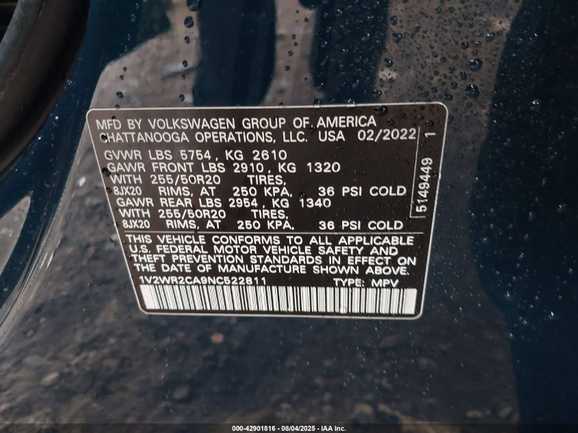 MFD BY VOLKSWAGEN GROUP OF AMERICA
CHATTANOOGA OPERATIONS, LLC. USA 02/2022
GVWR LBS 5754 , KG 2610
GAWR FRONT LBS 2910 , KG 1320
WITH 255/50R20 TIRES,
8JX20 RIMS, AT 250 KPA, 36 PSI COLD
GAWR REAR LBS 2954 , KG 1340
WITH 255/50R20 TIRES,
8JX20 RIMS, AT 250 KPA, 36 PSI COLD
THIS VEHICLE CONFORMS TO ALL APPLICABLE
U.S. FEDERAL MOTOR VEHICLE SAFETY AND
THEFT PREVENTION STANDARDS IN EFFECT ON
THE DATE OF MANUFACTURE SHOWN ABOVE.
1V2WR2CA9NC522811 TYPE: MPV
5149449 1
000-42901816 - 08/04/2025 - IAA Inc.